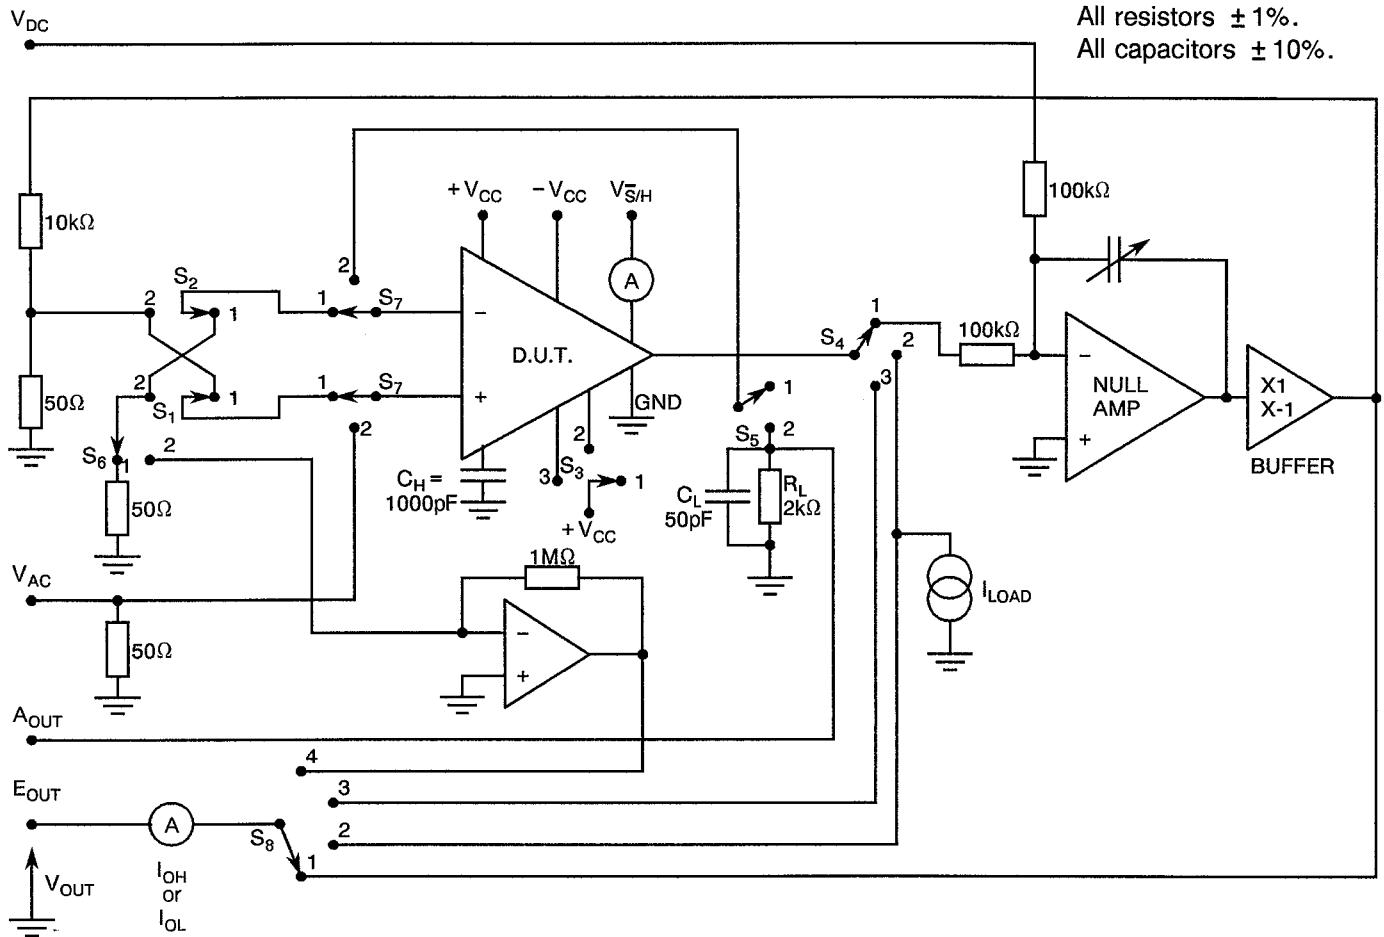 V_DC
All resistors ± 1%.
All capacitors ± 10%.
+ V_CC
− V_CC
V_S̅/H
10kΩ
100kΩ
A
2
S_2
2
1
1
S_7
−
D.U.T.
S_4
1
100kΩ
2
3
−
NULL
AMP
+
X1
X-1
BUFFER
50Ω
2
S_1
1
1
S_7
+
GND
1
2
S_6
1
2
2
C_H =
1000pF
3
S_3
2
1
+ V_CC
S_5
2
C_L
50pF
R_L
2kΩ
50Ω
V_AC
50Ω
1MΩ
−
+
I_LOAD
A_OUT
4
E_OUT
3
A
S_8
2
1
V_OUT
I_OH
or
I_OL